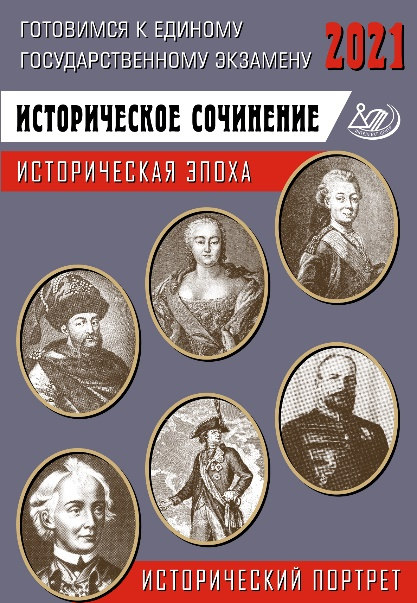 ГОТОВИМСЯ К ЕДИНОМУ
ГОСУДАРСТВЕННОМУ ЭКЗАМЕНУ 2021
ИСТОРИЧЕСКОЕ СОЧИНЕНИЕ
ИСТОРИЧЕСКАЯ ЭПОХА
ИСТОРИЧЕСКИЙ ПОРТРЕТ